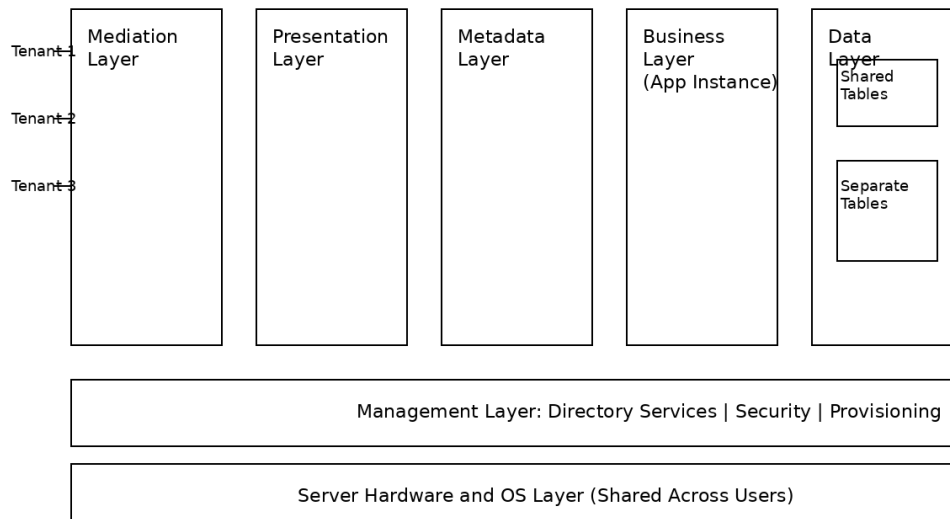 Tenant 1
Tenant 2
Tenant 3
Mediation
Layer
Presentation
Layer
Metadata
Layer
Business
Layer
(App Instance)
Data
Layer
Shared
Tables
Separate
Tables
Management Layer: Directory Services | Security | Provisioning
Server Hardware and OS Layer (Shared Across Users)